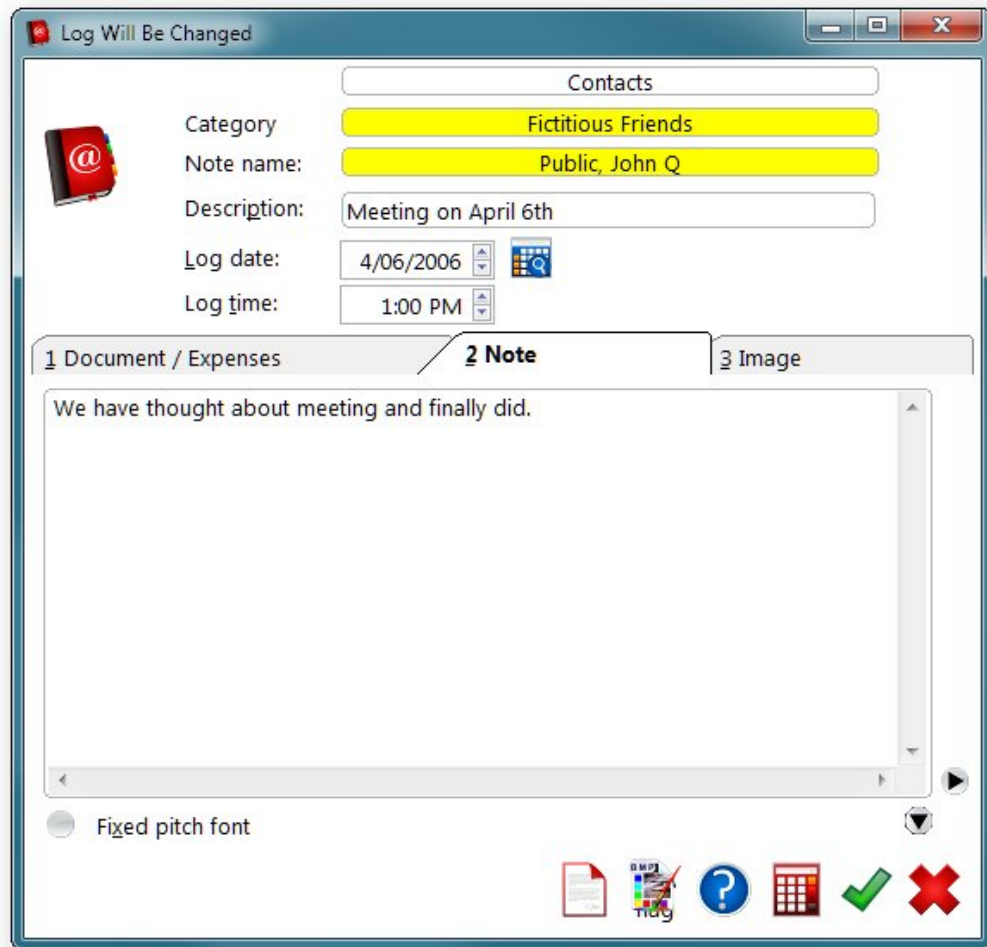 Log Will Be Changed
Contacts
Category Fictitious Friends
Note name: Public, John Q
Description: Meeting on April 6th
Log date: 4/06/2006
Log time: 1:00 PM
1 Document / Expenses 2 Note 3 Image
We have thought about meeting and finally did.
Fixed pitch font